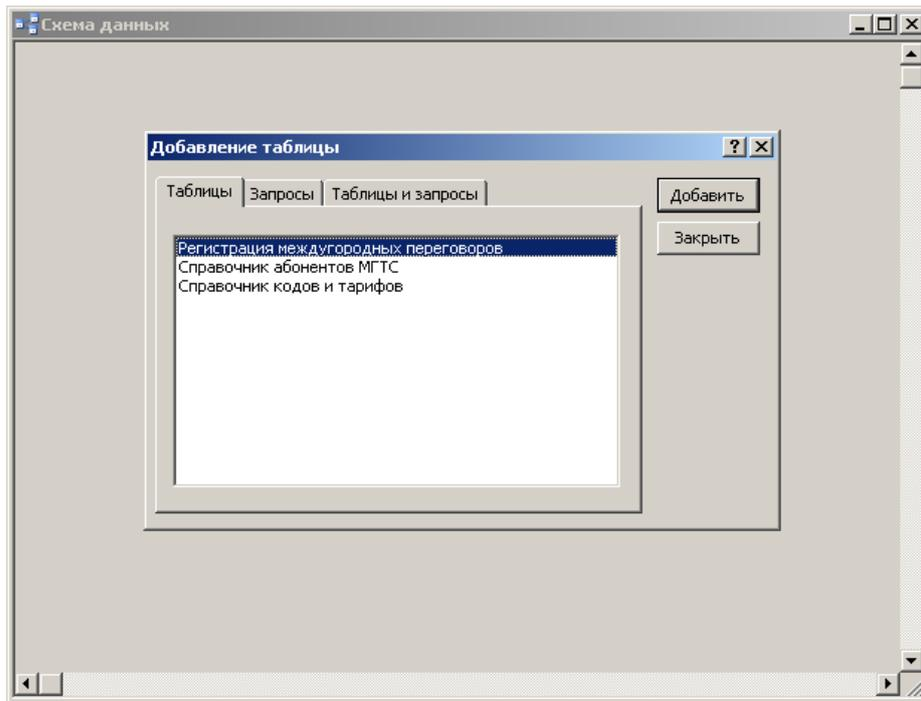 Схема данных
Добавление таблицы
Таблицы Запросы Таблицы и запросы
Добавить
Закрыть
Регистрация междугородных переговоров
Справочник абонентов МГТС
Справочник кодов и тарифов